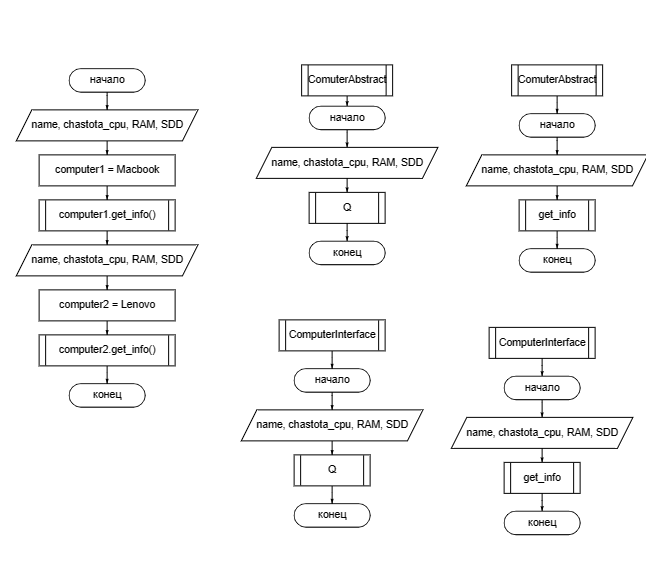 начало
name, chastota_cpu, RAM, SDD
computer1 = Macbook
computer1.get_info()
name, chastota_cpu, RAM, SDD
computer2 = Lenovo
computer2.get_info()
конец
ComuterAbstract
начало
name, chastota_cpu, RAM, SDD
Q
конец
ComuterAbstract
начало
name, chastota_cpu, RAM, SDD
get_info
конец
ComputerInterface
начало
name, chastota_cpu, RAM, SDD
Q
конец
ComputerInterface
начало
name, chastota_cpu, RAM, SDD
get_info
конец